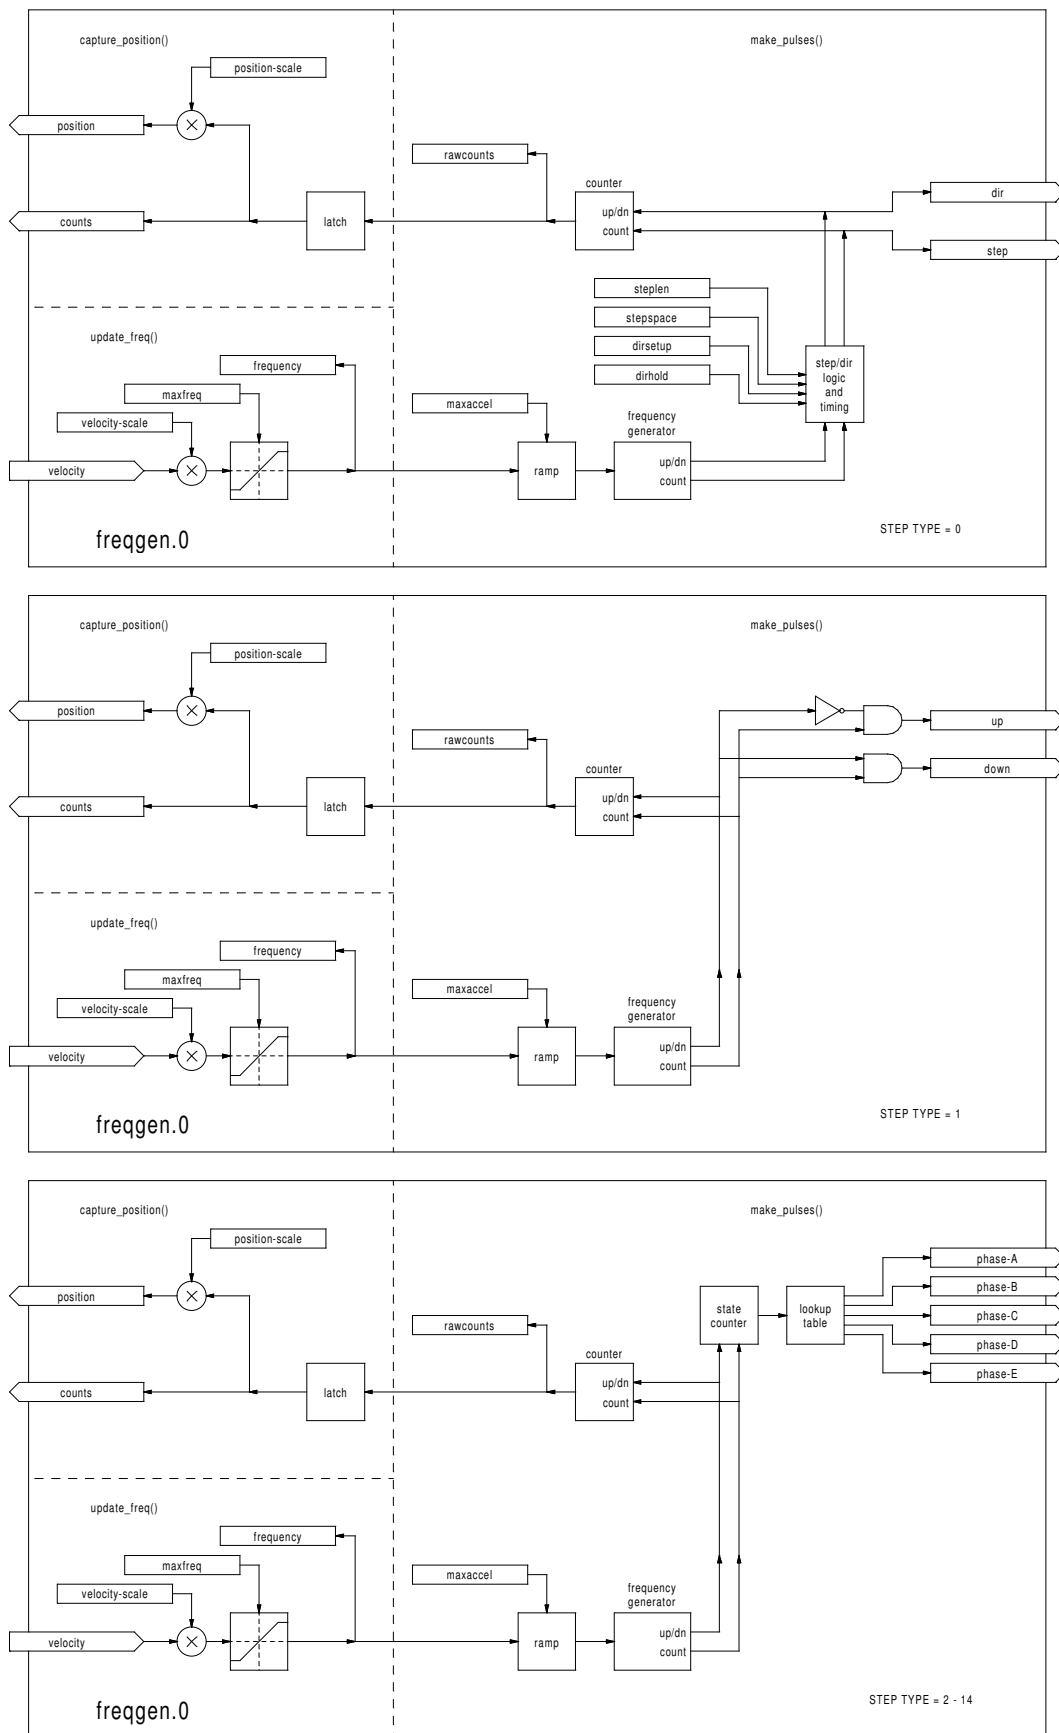 capture_position()
make_pulses()
position-scale
position
rawcounts
counter
dir
up/dn
counts
latch
count
step
steplen
stepspace
update_freq()
dirsetup
frequency
step/dir
logic
and
timing
dirhold
maxfreq
maxaccel
velocity-scale
frequency
generator
velocity
ramp
up/dn
count
freqgen.0
STEP TYPE = 0
capture_position()
make_pulses()
position-scale
position
up
rawcounts
down
counter
up/dn
counts
latch
count
update_freq()
frequency
maxfreq
maxaccel
velocity-scale
frequency
generator
velocity
ramp
up/dn
count
freqgen.0
STEP TYPE = 1
capture_position()
make_pulses()
position-scale
phase-A
position
phase-B
state
counter
lookup
table
phase-C
rawcounts
phase-D
counter
phase-E
up/dn
counts
latch
count
update_freq()
frequency
maxfreq
maxaccel
velocity-scale
frequency
generator
velocity
ramp
up/dn
count
freqgen.0
STEP TYPE = 2 - 14